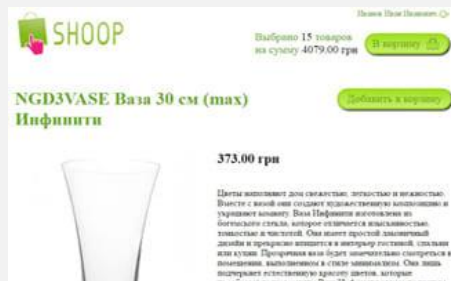 Иванов Иван Иванович
SHOOP
Выбрано 15 товаров
на сумму 4079.00 грн
В корзину
NGD3VASE Ваза 30 см (max)
Инфинити
Добавить в корзину
373.00 грн
Цветы наполняют дом свежестью, легкостью и нежностью.
Вместе с вазой они создают художественную композицию и
украшают комнату. Ваза Инфинити изготовлена из
богемского стекла, которое отличается изысканностью,
тонкостью и чистотой. Она имеет простой лаконичный
дизайн и прекрасно впишется в интерьер гостиной, спальни
или кухни. Прозрачная ваза будет замечательно смотреться в
помещении, выполненном в стиле минимализм. Она лишь
подчеркнет естественную красоту цветов, которые